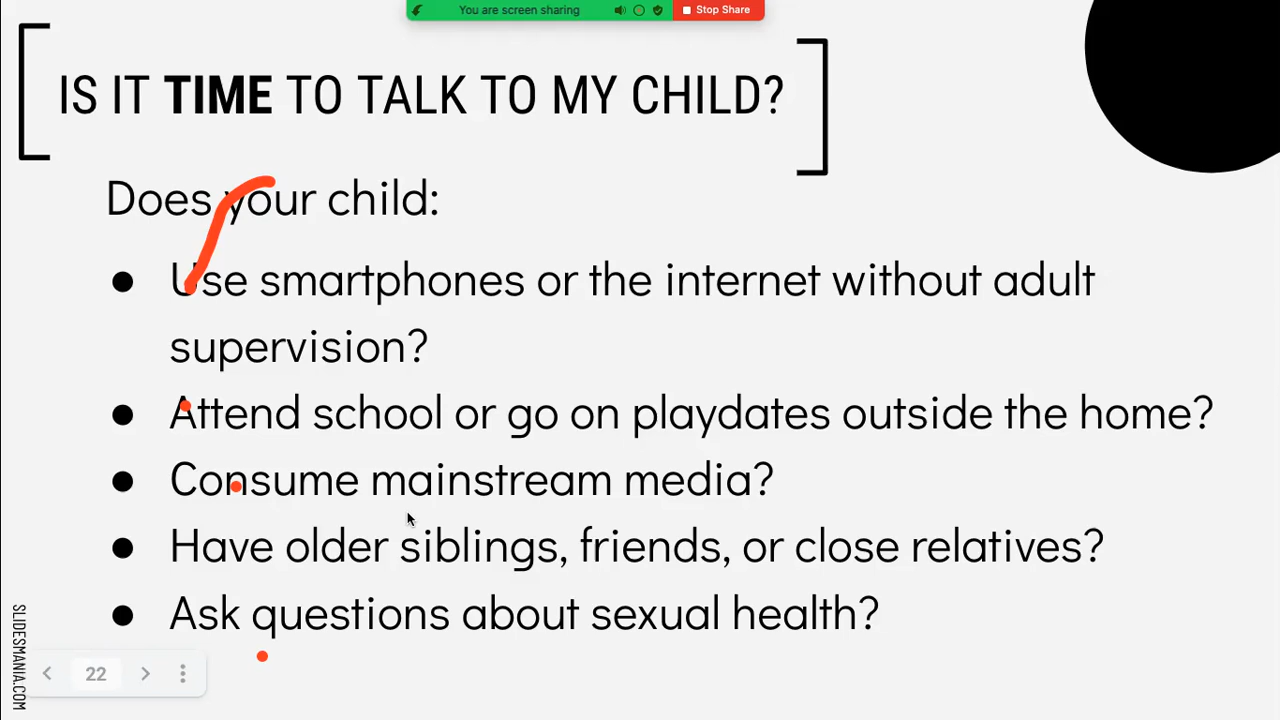 You are screen sharing
Stop Share
IS IT TIME TO TALK TO MY CHILD?
Does your child:
● Use smartphones or the internet without adult
supervision?
● Attend school or go on playdates outside the home?
● Consume mainstream media?
● Have older siblings, friends, or close relatives?
● Ask questions about sexual health?
SLIDESMANIA.COM
22